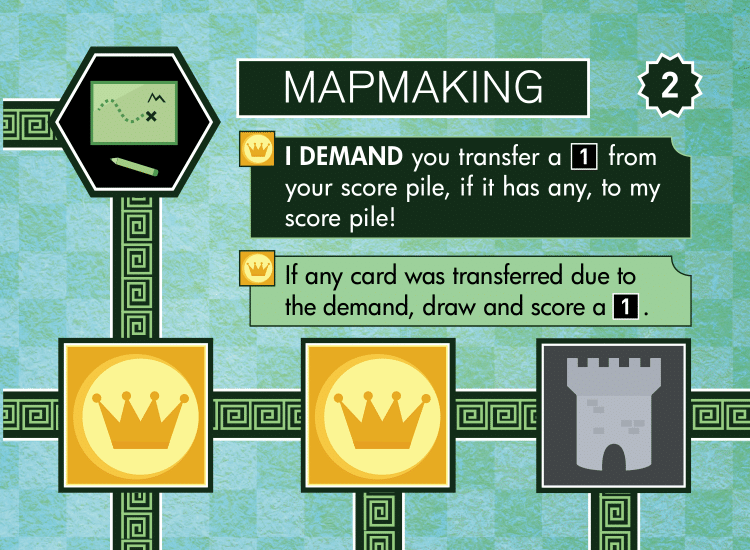 MAPMAKING
2
I DEMAND you transfer a 1 from
your score pile, if it has any, to my
score pile!
If any card was transferred due to
the demand, draw and score a 1.